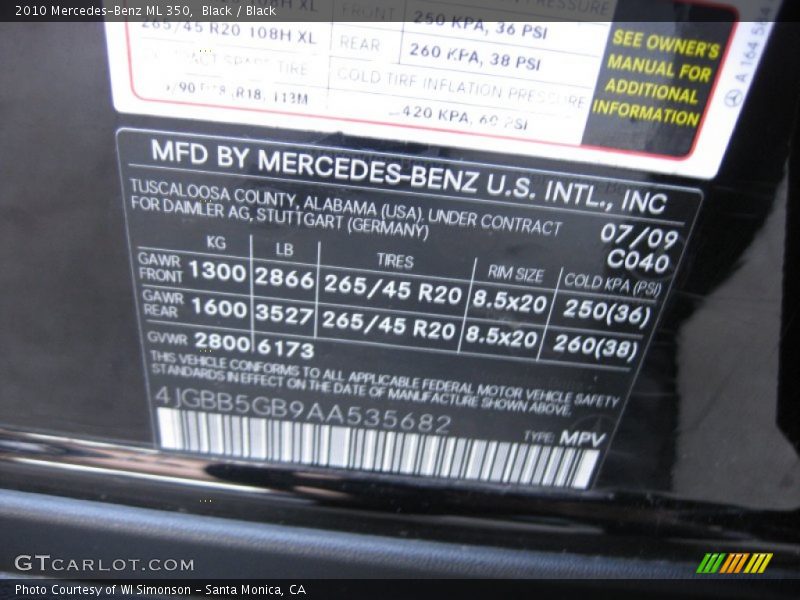 2010 Mercedes-Benz ML 350, Black / Black
FRONT 250 KPA, 36 PSI
265/45 R20 108H XL REAR 260 KPA, 38 PSI
COLD TIRE INFLATION PRESSURE
R18, 113M 420 KPA, 60 PSI
SEE OWNER'S
MANUAL FOR
ADDITIONAL
INFORMATION
A 164 584
MFD BY MERCEDES-BENZ U.S. INTL., INC
TUSCALOOSA COUNTY, ALABAMA (USA), UNDER CONTRACT
FOR DAIMLER AG, STUTTGART (GERMANY)
07/09
C040
KG LB TIRES RIM SIZE COLD KPA (PSI)
GAWR FRONT 1300 2866 265/45 R20 8.5x20 250(36)
GAWR REAR 1600 3527 265/45 R20 8.5x20 260(38)
GVWR 2800 6173
THIS VEHICLE CONFORMS TO ALL APPLICABLE FEDERAL MOTOR VEHICLE SAFETY
STANDARDS IN EFFECT ON THE DATE OF MANUFACTURE SHOWN ABOVE.
4JGBB5GB9AA535682
TYPE: MPV
GTCARLOT.COM
Photo Courtesy of WI Simonson - Santa Monica, CA